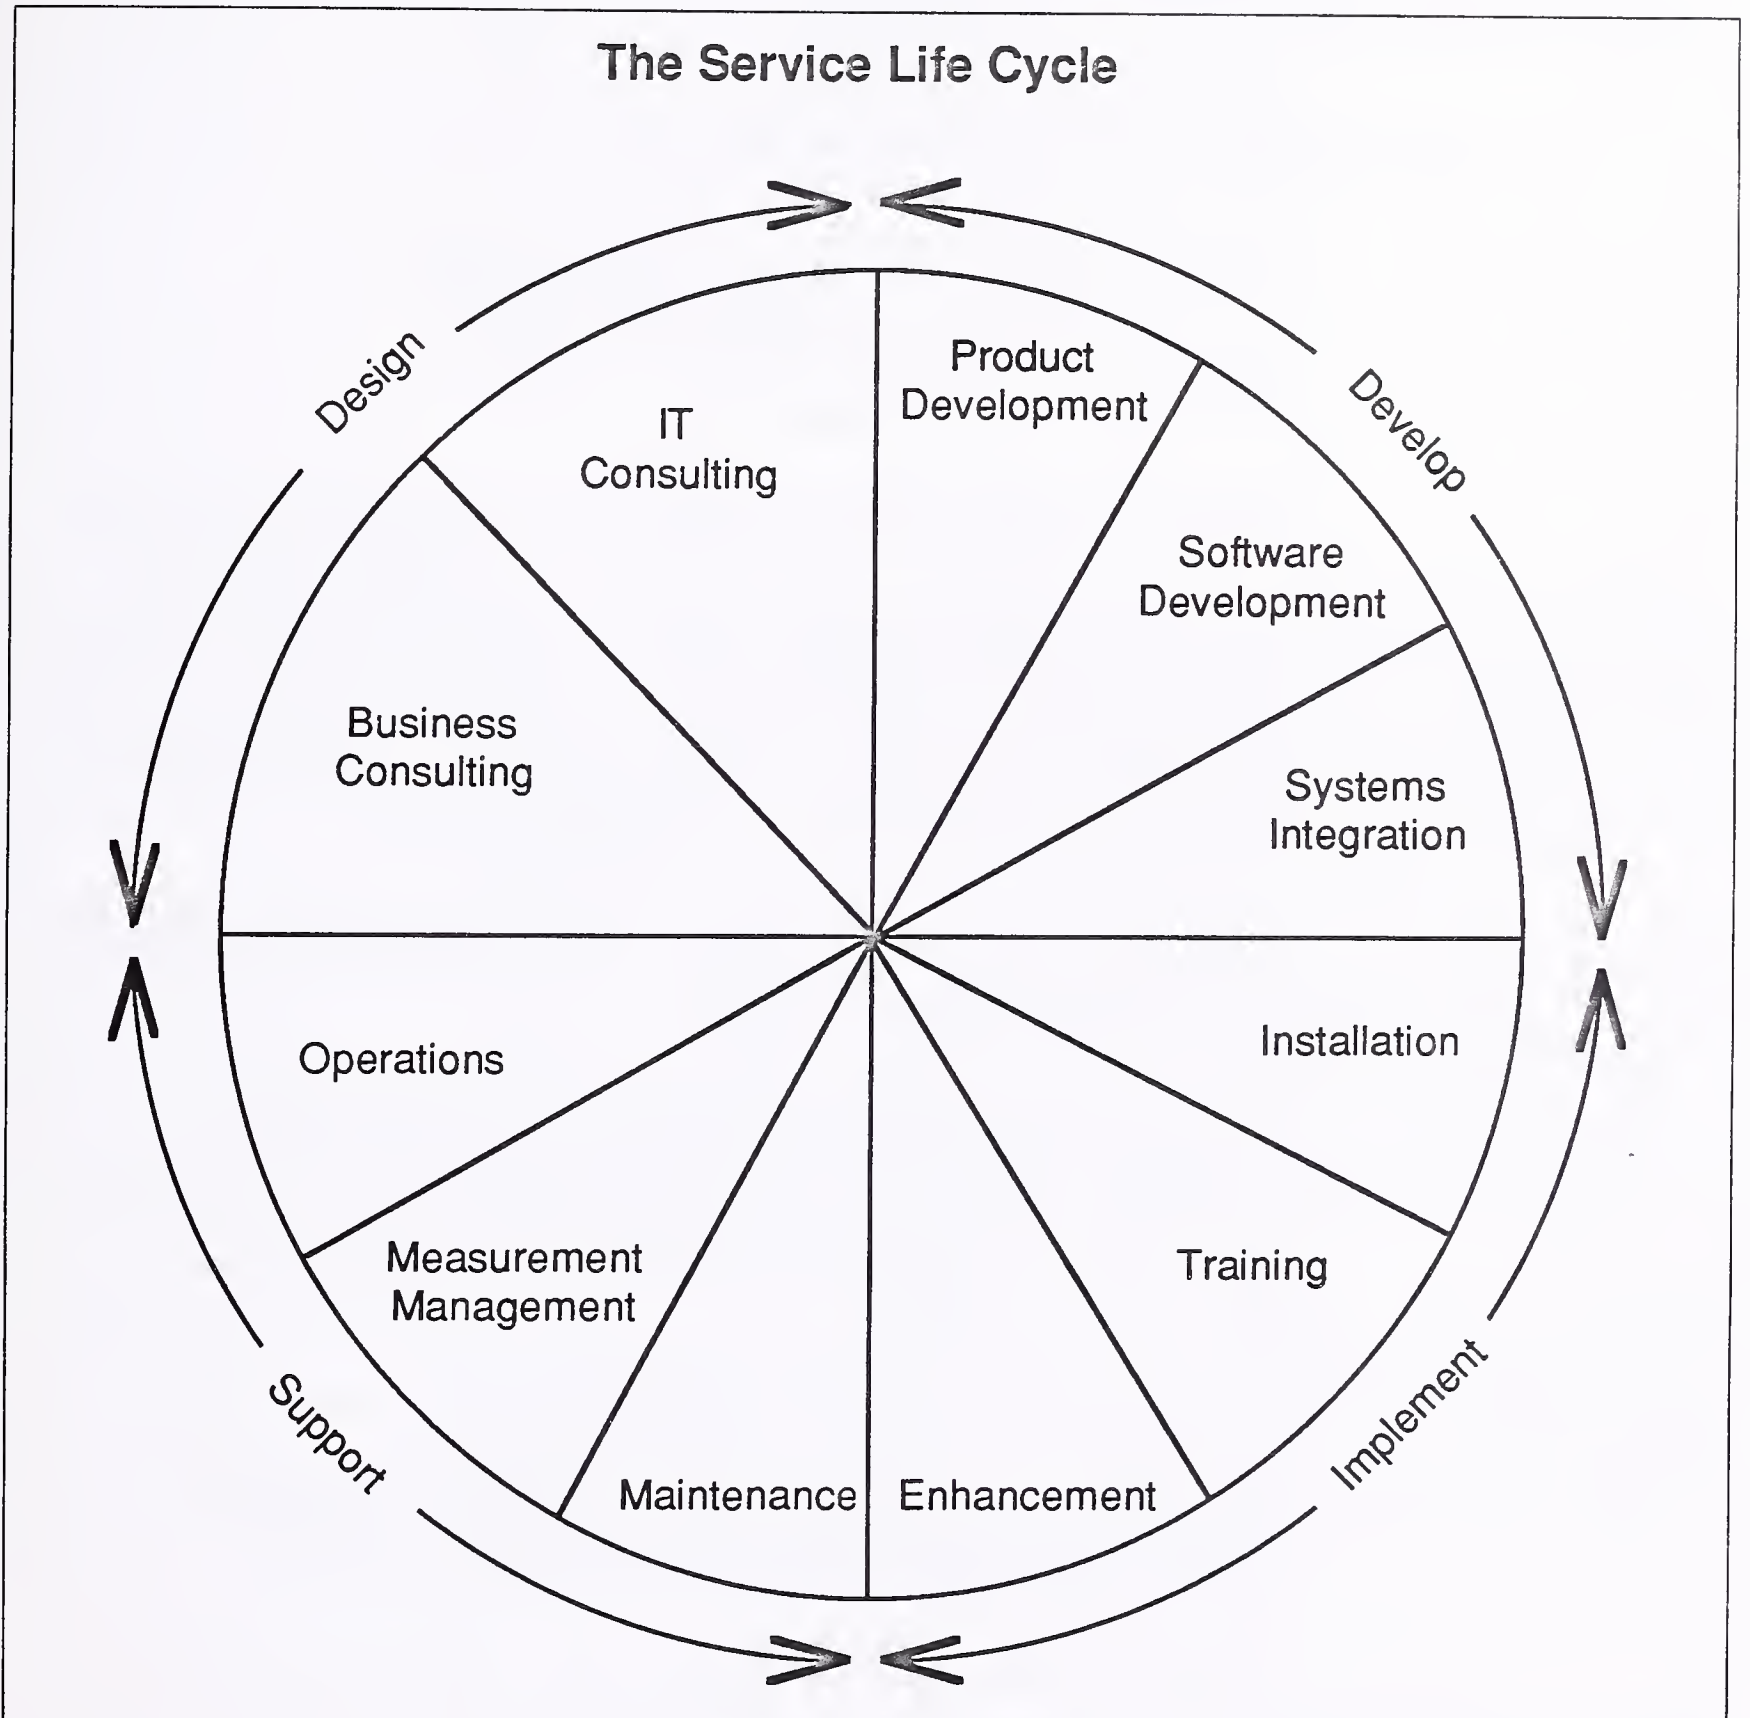 The Service Life Cycle
Design
Develop
IT
Consulting
Product
Development
Software
Development
Business
Consulting
Systems
Integration
Operations
Installation
Measurement
Management
Training
Maintenance
Enhancement
Support
Implement